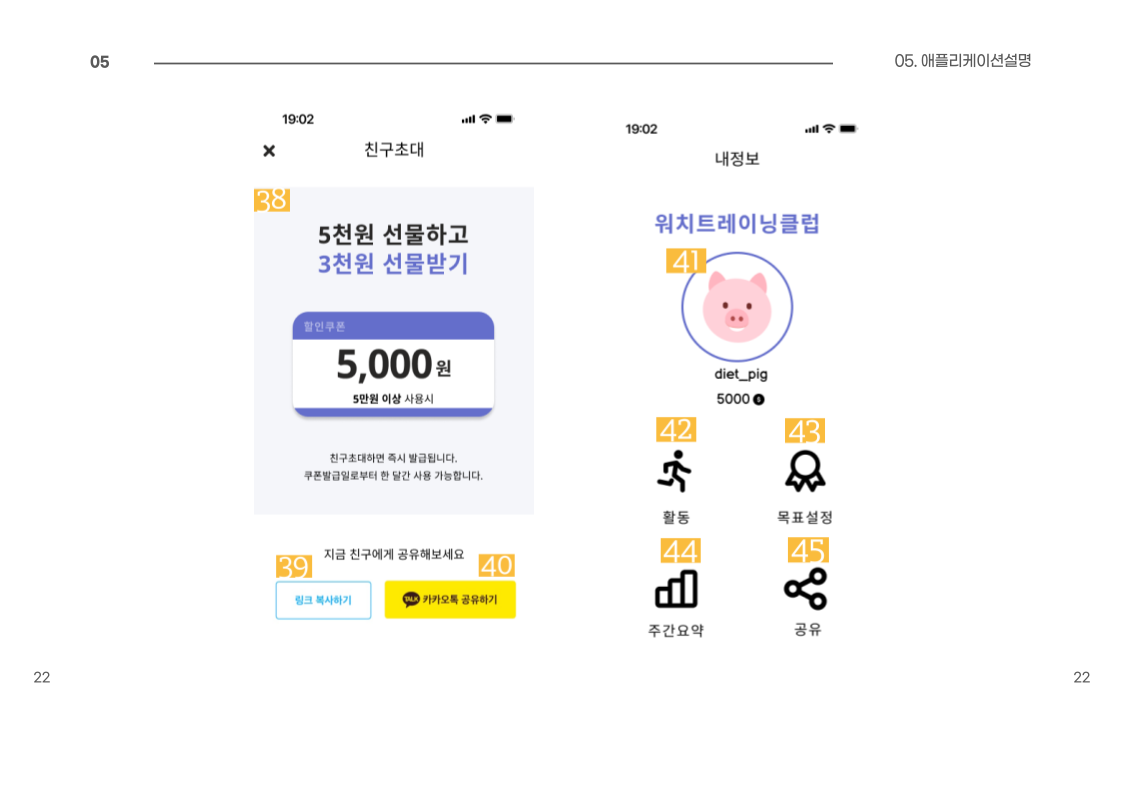 05
05. 애플리케이션설명
19:02
친구초대
38
5천원 선물하고
3천원 선물받기
할인쿠폰
5,000 원
5만원 이상 사용시
친구초대하면 즉시 발급됩니다.
쿠폰발급일로부터 한 달간 사용 가능합니다.
지금 친구에게 공유해보세요
39
40
링크 복사하기
TALK 카카오톡 공유하기
19:02
내정보
워치트레이닝클럽
41
diet_pig
5000
42
43
활동
목표설정
44
45
주간요약
공유
22
22